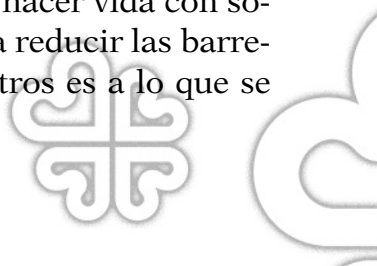 hacer vida con so-
a reducir las barre-
tros es a lo que se